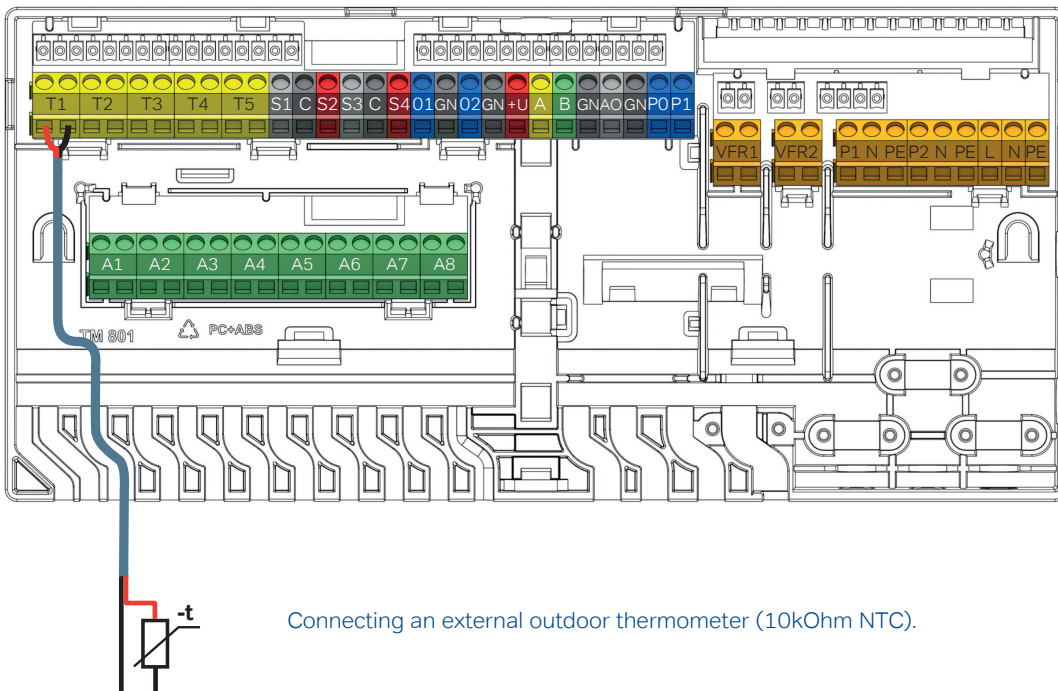 T1 T2 T3 T4 T5 S1 C S2 S3 C S4 01 GN 02 GN +U A B GN AO GN P0 P1
VFR1 VFR2 P1 N PE P2 N PE L N PE
A1 A2 A3 A4 A5 A6 A7 A8
TM 801 PC+ABS
-t
Connecting an external outdoor thermometer (10kOhm NTC).